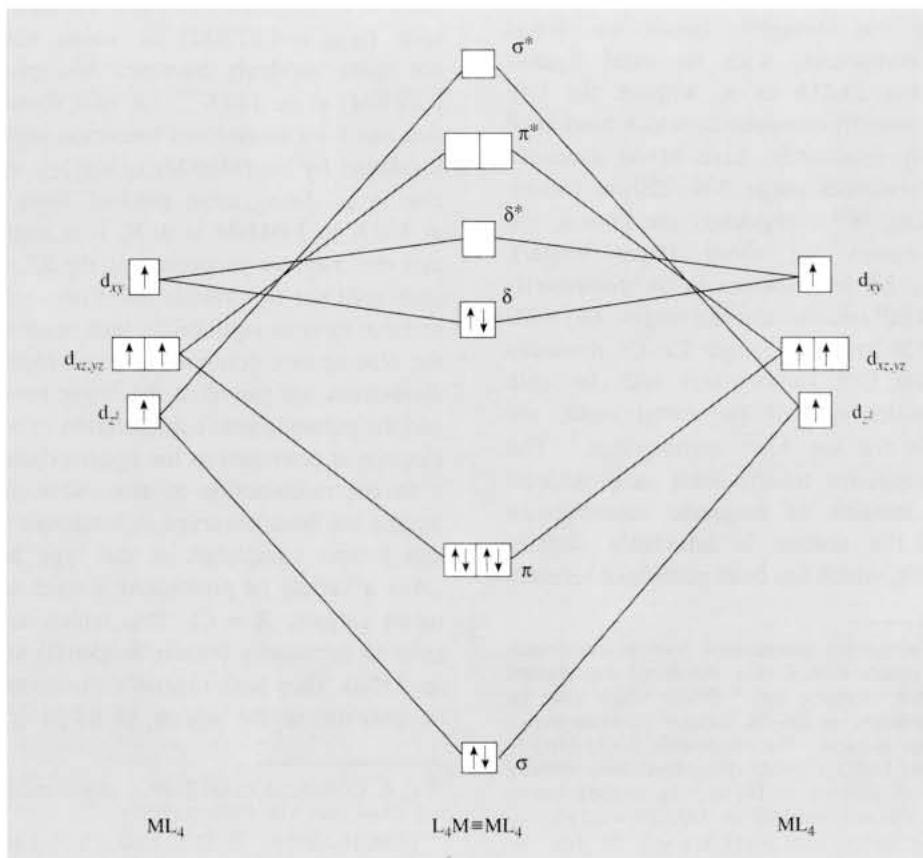 σ*
π*
δ*
d_xy d_xy
δ
d_xz,yz d_xz,yz
d_z² d_z²
π
σ
ML₄ L₄M≣ML₄ ML₄